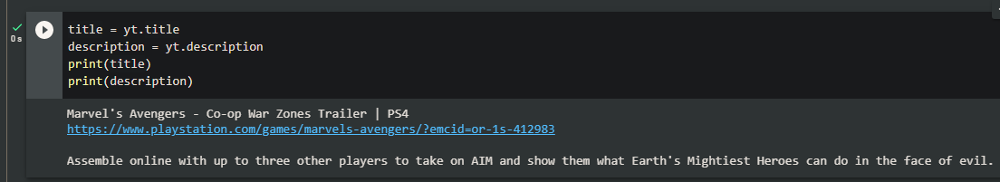 title = yt.title
0s
description = yt.description
print(title)
print(description)
Marvel's Avengers - Co-op War Zones Trailer | PS4
https://www.playstation.com/games/marvels-avengers/?emcid=or-1s-412983
Assemble online with up to three other players to take on AIM and show them what Earth's Mightiest Heroes can do in the face of evil.